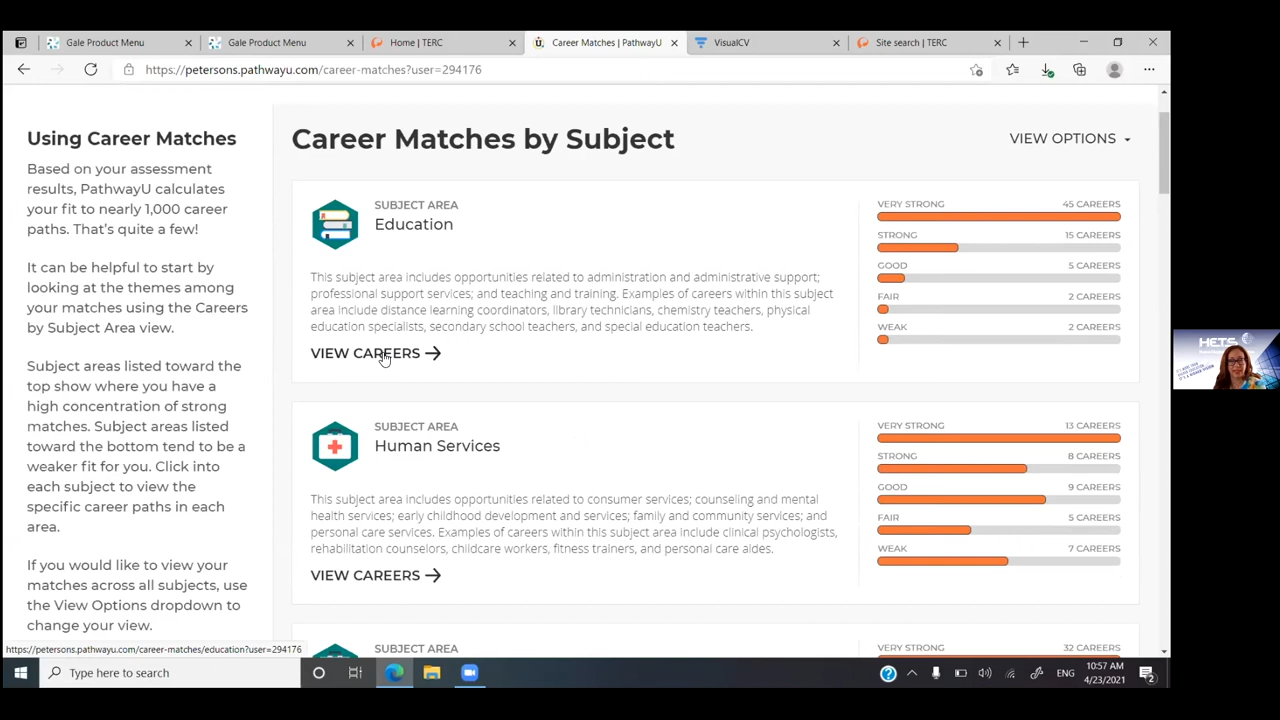 Gale Product Menu
Gale Product Menu
Home | TERC
Career Matches | PathwayU
VisualCV
Site search | TERC
https://petersons.pathwayu.com/career-matches?user=294176
Using Career Matches
Based on your assessment
results, PathwayU calculates
your fit to nearly 1,000 career
paths. That's quite a few!
It can be helpful to start by
looking at the themes among
your matches using the Careers
by Subject Area view.
Subject areas listed toward the
top show where you have a
high concentration of strong
matches. Subject areas listed
toward the bottom tend to be a
weaker fit for you. Click into
each subject to view the
specific career paths in each
area.
If you would like to view your
matches across all subjects, use
the View Options dropdown to
change your view.
Career Matches by Subject
VIEW OPTIONS
SUBJECT AREA
Education
This subject area includes opportunities related to administration and administrative support;
professional support services; and teaching and training. Examples of careers within this subject
area include distance learning coordinators, library technicians, chemistry teachers, physical
education specialists, secondary school teachers, and special education teachers.
VIEW CAREERS
VERY STRONG 45 CAREERS
STRONG 15 CAREERS
GOOD 5 CAREERS
FAIR 2 CAREERS
WEAK 2 CAREERS
SUBJECT AREA
Human Services
This subject area includes opportunities related to consumer services; counseling and mental
health services; early childhood development and services; family and community services; and
personal care services. Examples of careers within this subject area include clinical psychologists,
rehabilitation counselors, childcare workers, fitness trainers, and personal care aides.
VIEW CAREERS
VERY STRONG 13 CAREERS
STRONG 8 CAREERS
GOOD 9 CAREERS
FAIR 5 CAREERS
WEAK 7 CAREERS
SUBJECT AREA
VERY STRONG 32 CAREERS
https://petersons.pathwayu.com/career-matches/education?user=294176
Type here to search
ENG
10:57 AM
4/23/2021
2
HETS